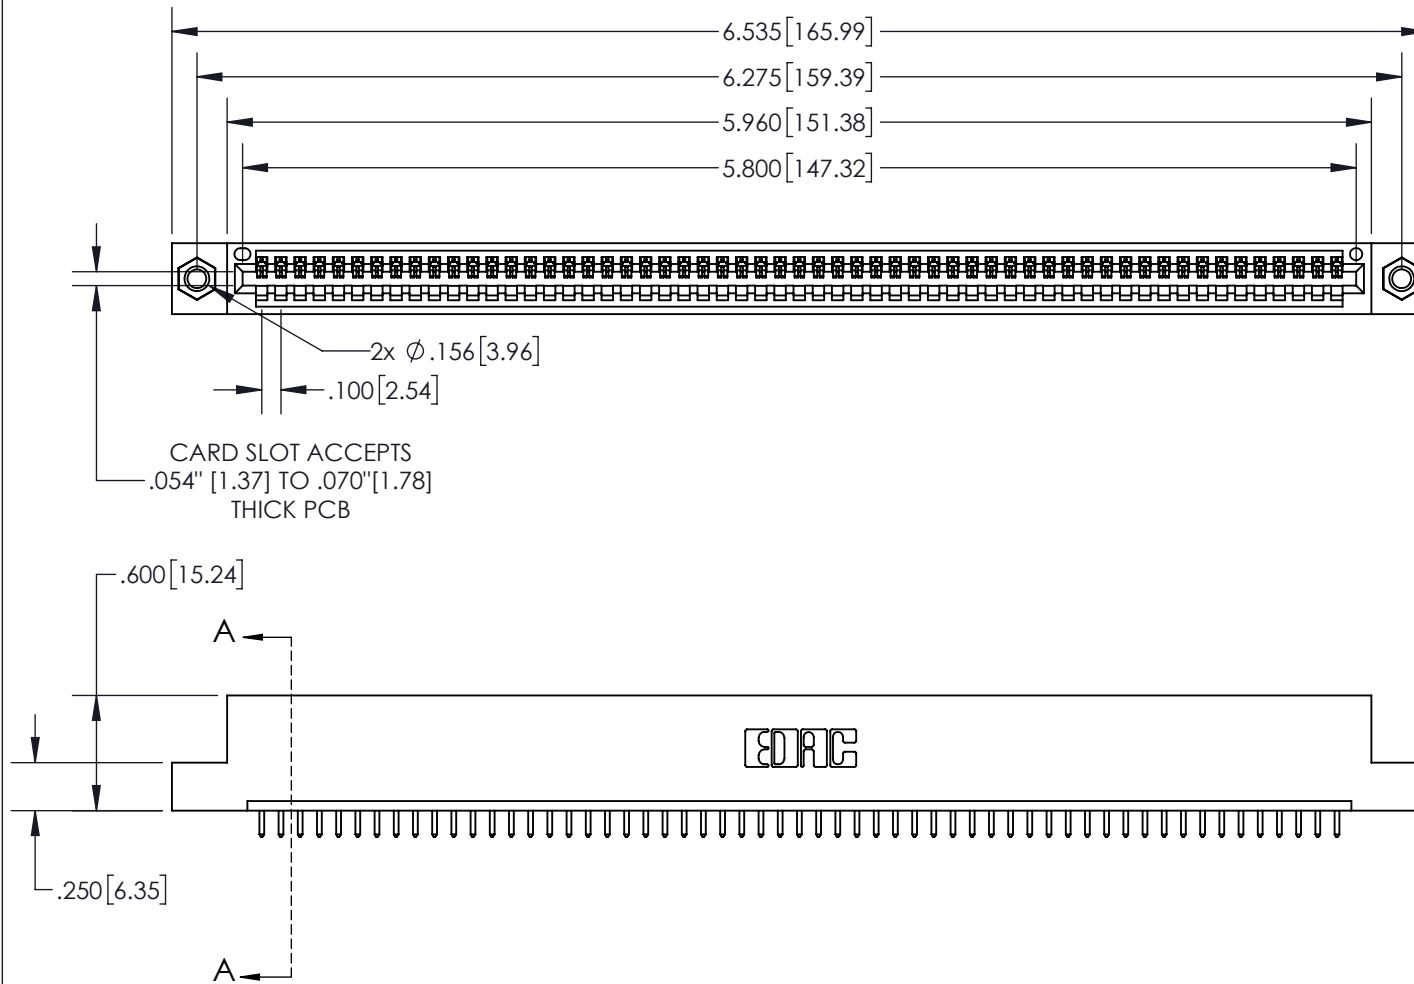 6.535[165.99]
6.275[159.39]
5.960[151.38]
5.800[147.32]
2x Ø.156[3.96]
.100[2.54]
CARD SLOT ACCEPTS
.054" [1.37] TO .070"[1.78]
THICK PCB
.600[15.24]
A
EDAC
.250[6.35]
A